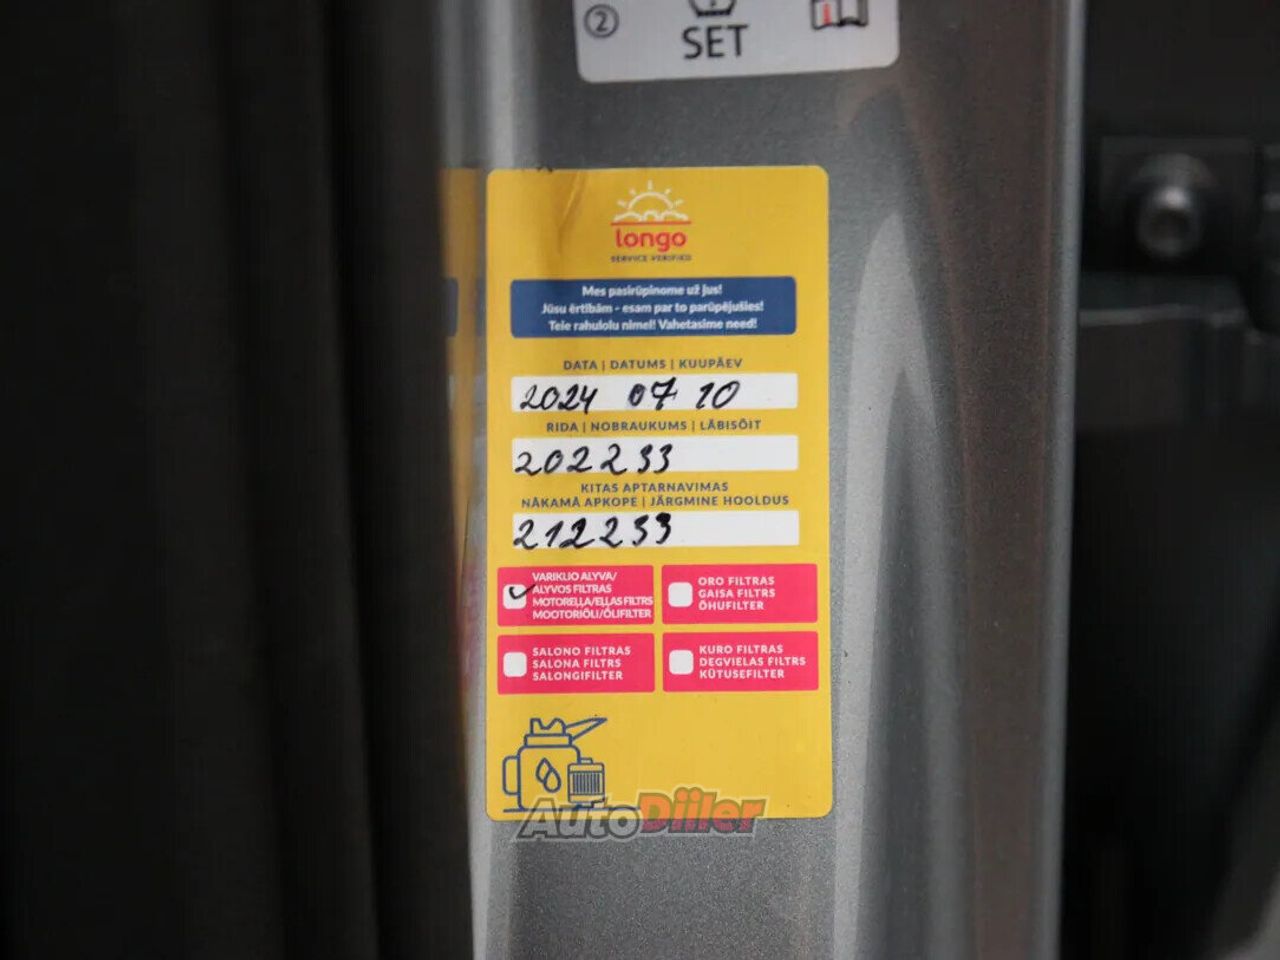 ②
SET
longo
SERVICE VERIFIED
Mes pasirūpinome už jus!
Jūsu ērtībām - esam par to parūpējušies!
Teie rahulolu nimel! Vahetasime need!
DATA | DATUMS | KUUPÄEV
2024 07 10
RIDA | NOBRAUKUMS | LÄBISÕIT
202233
KITAS APTARNAVIMAS
NĀKAMĀ APKOPE | JÄRGMINE HOOLDUS
212233
VARIKLIO ALYVA/
ALYVOS FILTRAS
MOTOREĻĻA/EĻĻAS FILTRS
MOOTORIÕLI/ÕLIFILTER
ORO FILTRAS
GAISA FILTRS
ÕHUFILTER
SALONO FILTRAS
SALONA FILTRS
SALONGIFILTER
KURO FILTRAS
DEGVIELAS FILTRS
KÜTUSEFILTER
AutoDiiler